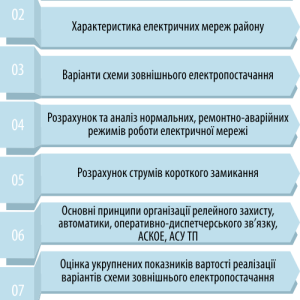 02
Характеристика електричних мереж району
03
Варіанти схеми зовнішнього електропостачання
04
Розрахунок та аналіз нормальних, ремонтно-аварійних
режимів роботи електричної мережі
05
Розрахунок струмів короткого замикання
06
Основні принципи організації релейного захисту,
автоматики, оперативно-диспетчерського зв’язку,
АСКОЕ, АСУ ТП
07
Оцінка укрупнених показників вартості реалізації
варіантів схеми зовнішнього електропостачання